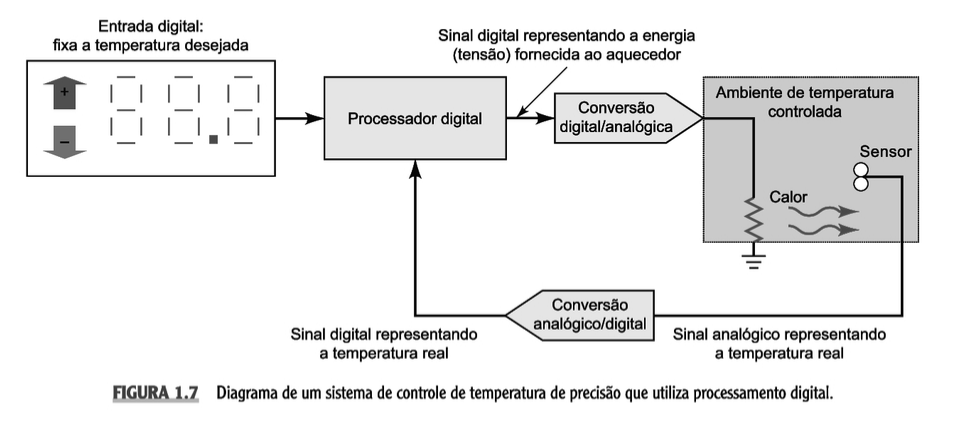 Entrada digital:
fixa a temperatura desejada
+
−
Processador digital
Sinal digital representando a energia
(tensão) fornecida ao aquecedor
Conversão
digital/analógica
Ambiente de temperatura
controlada
Sensor
Calor
Conversão
analógico/digital
Sinal digital representando
a temperatura real
Sinal analógico representando
a temperatura real
FIGURA 1.7 Diagrama de um sistema de controle de temperatura de precisão que utiliza processamento digital.